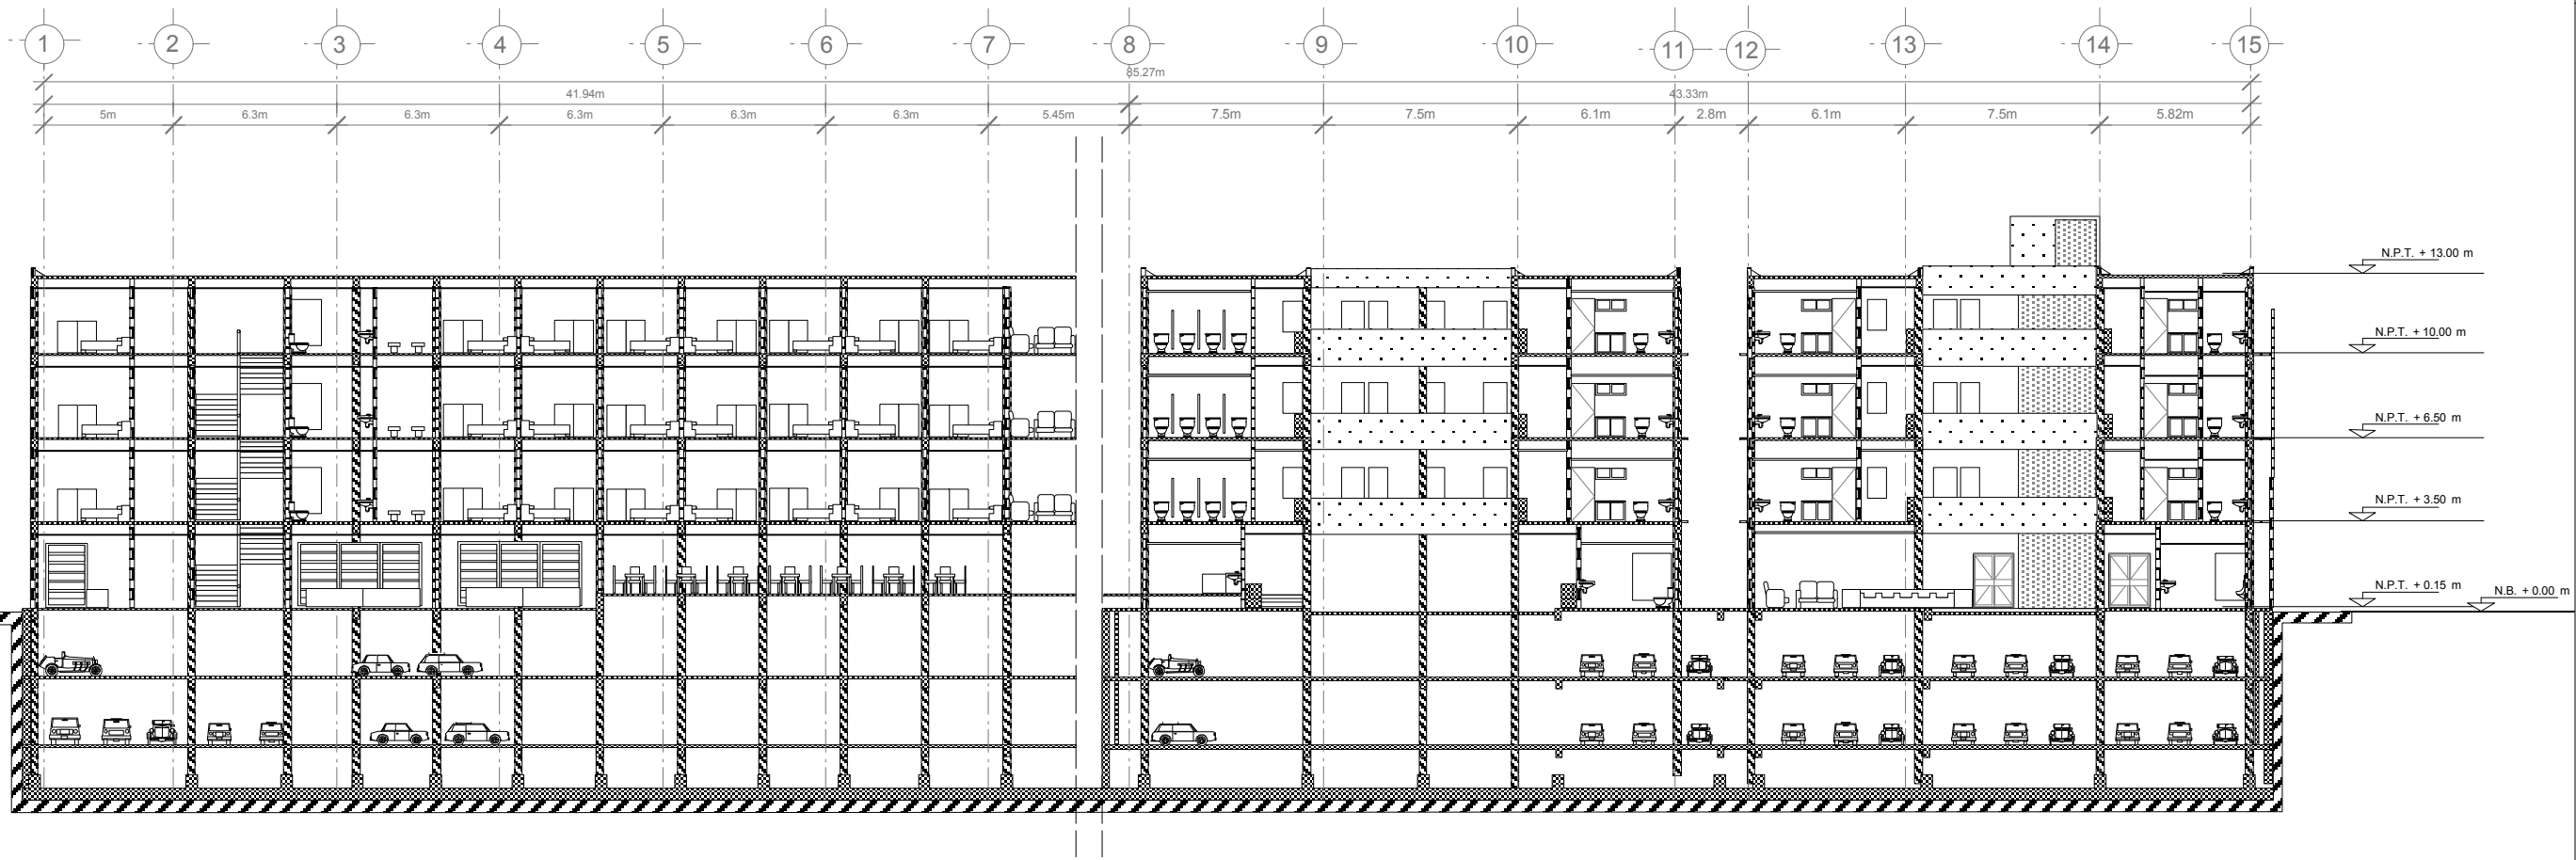 1 2 3 4 5 6 7 8 9 10 11 12 13 14 15
85.27m
41.94m 43.33m
5m 6.3m 6.3m 6.3m 6.3m 6.3m 5.45m 7.5m 7.5m 6.1m 2.8m 6.1m 7.5m 5.82m
N.P.T. + 13.00 m
N.P.T. + 10.00 m
N.P.T. + 6.50 m
N.P.T. + 3.50 m
N.P.T. + 0.15 m N.B. + 0.00 m